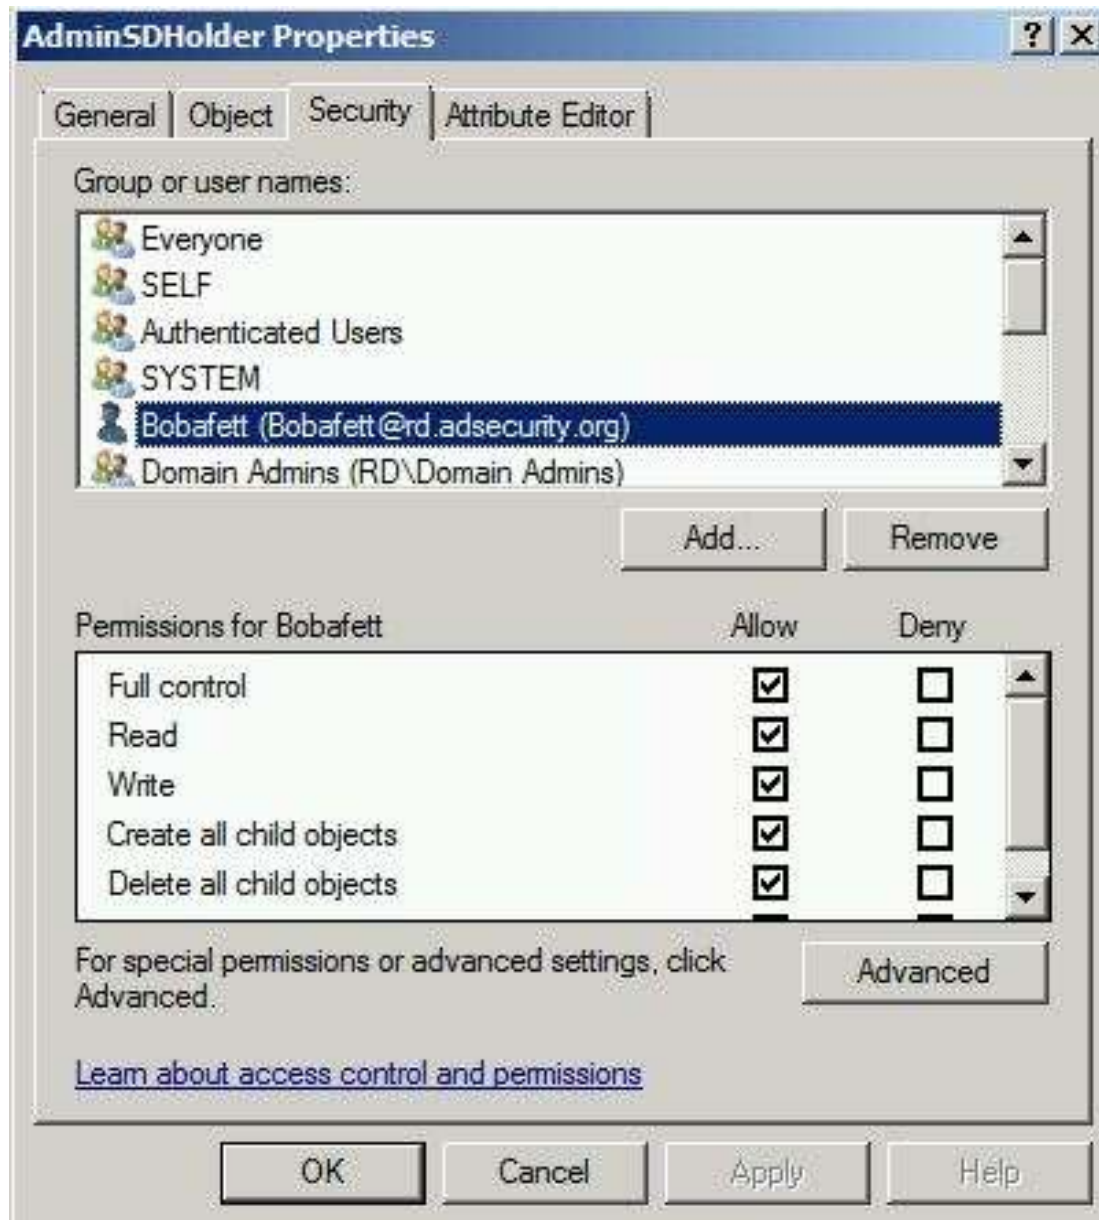 AdminSDHolder Properties
General Object Security Attribute Editor
Group or user names:
Everyone
SELF
Authenticated Users
SYSTEM
Bobafett (Bobafett@rd.adsecurity.org)
Domain Admins (RD\Domain Admins)
Add... Remove
Permissions for Bobafett Allow Deny
Full control
Read
Write
Create all child objects
Delete all child objects
For special permissions or advanced settings, click Advanced
Advanced.
Learn about access control and permissions
OK Cancel Apply Help